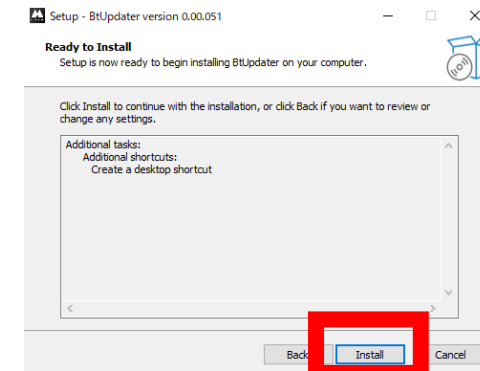 Setup - BtUpdater version 0.00.051
Ready to Install
Setup is now ready to begin installing BtUpdater on your computer.
Click Install to continue with the installation, or click Back if you want to review or
change any settings.
Additional tasks:
Additional shortcuts:
Create a desktop shortcut
Back Install Cancel